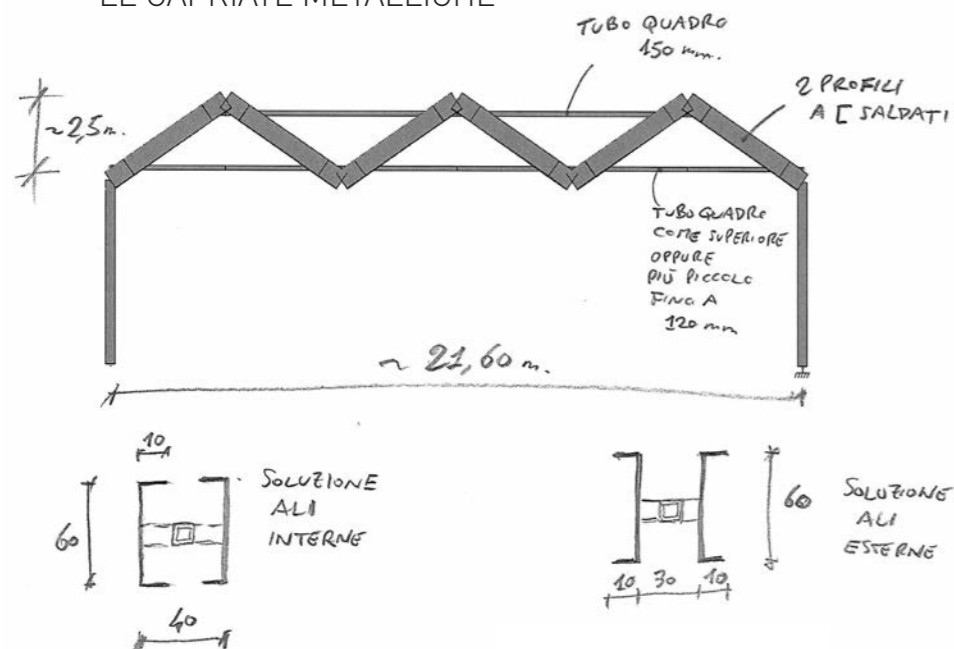 LE CAPRIATE METALLICHE
TUBO QUADRO
150 mm.
2 PROFILI
A [ SALDATI
~2,5 m.
TUBO QUADRO
COME SUPERIORE
OPPURE
PIÙ PICCOLO
FINO A
120 mm
~ 21,60 m.
10
60
40
SOLUZIONE
ALI
INTERNE
60
10 30 10
SOLUZIONE
ALI
ESTERNE